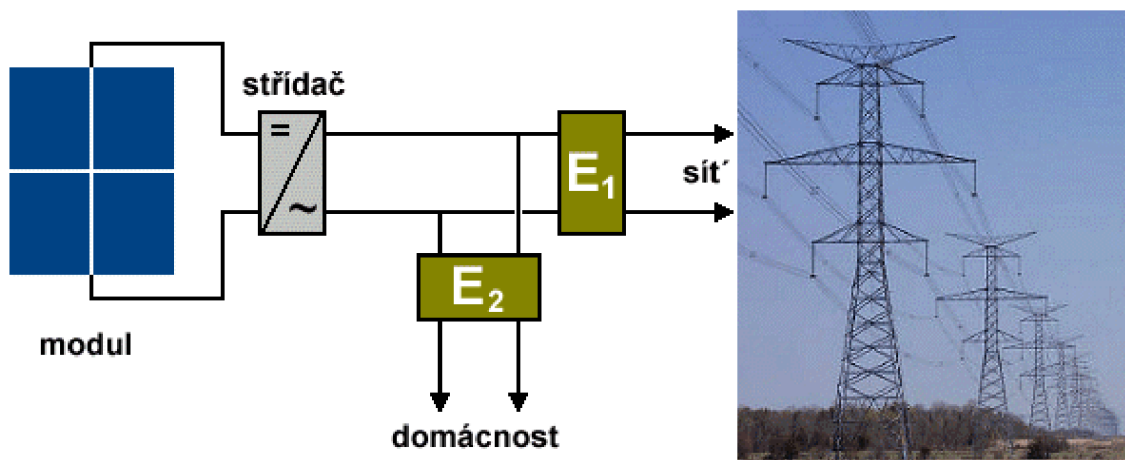 střídač
=
~
E1
síť
E2
modul
domácnost